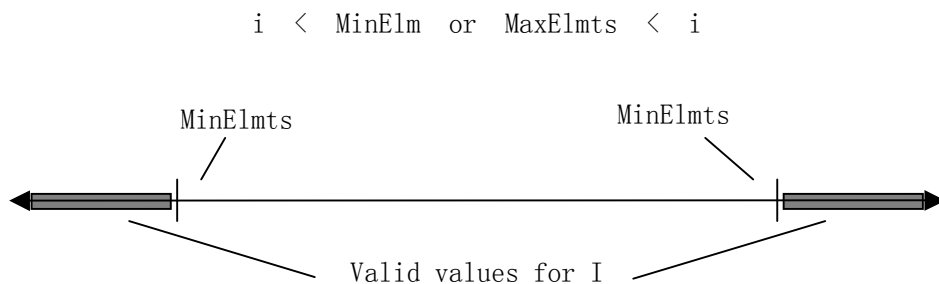 i < MinElm or MaxElmts < i
MinElmts
MinElmts
Valid values for I